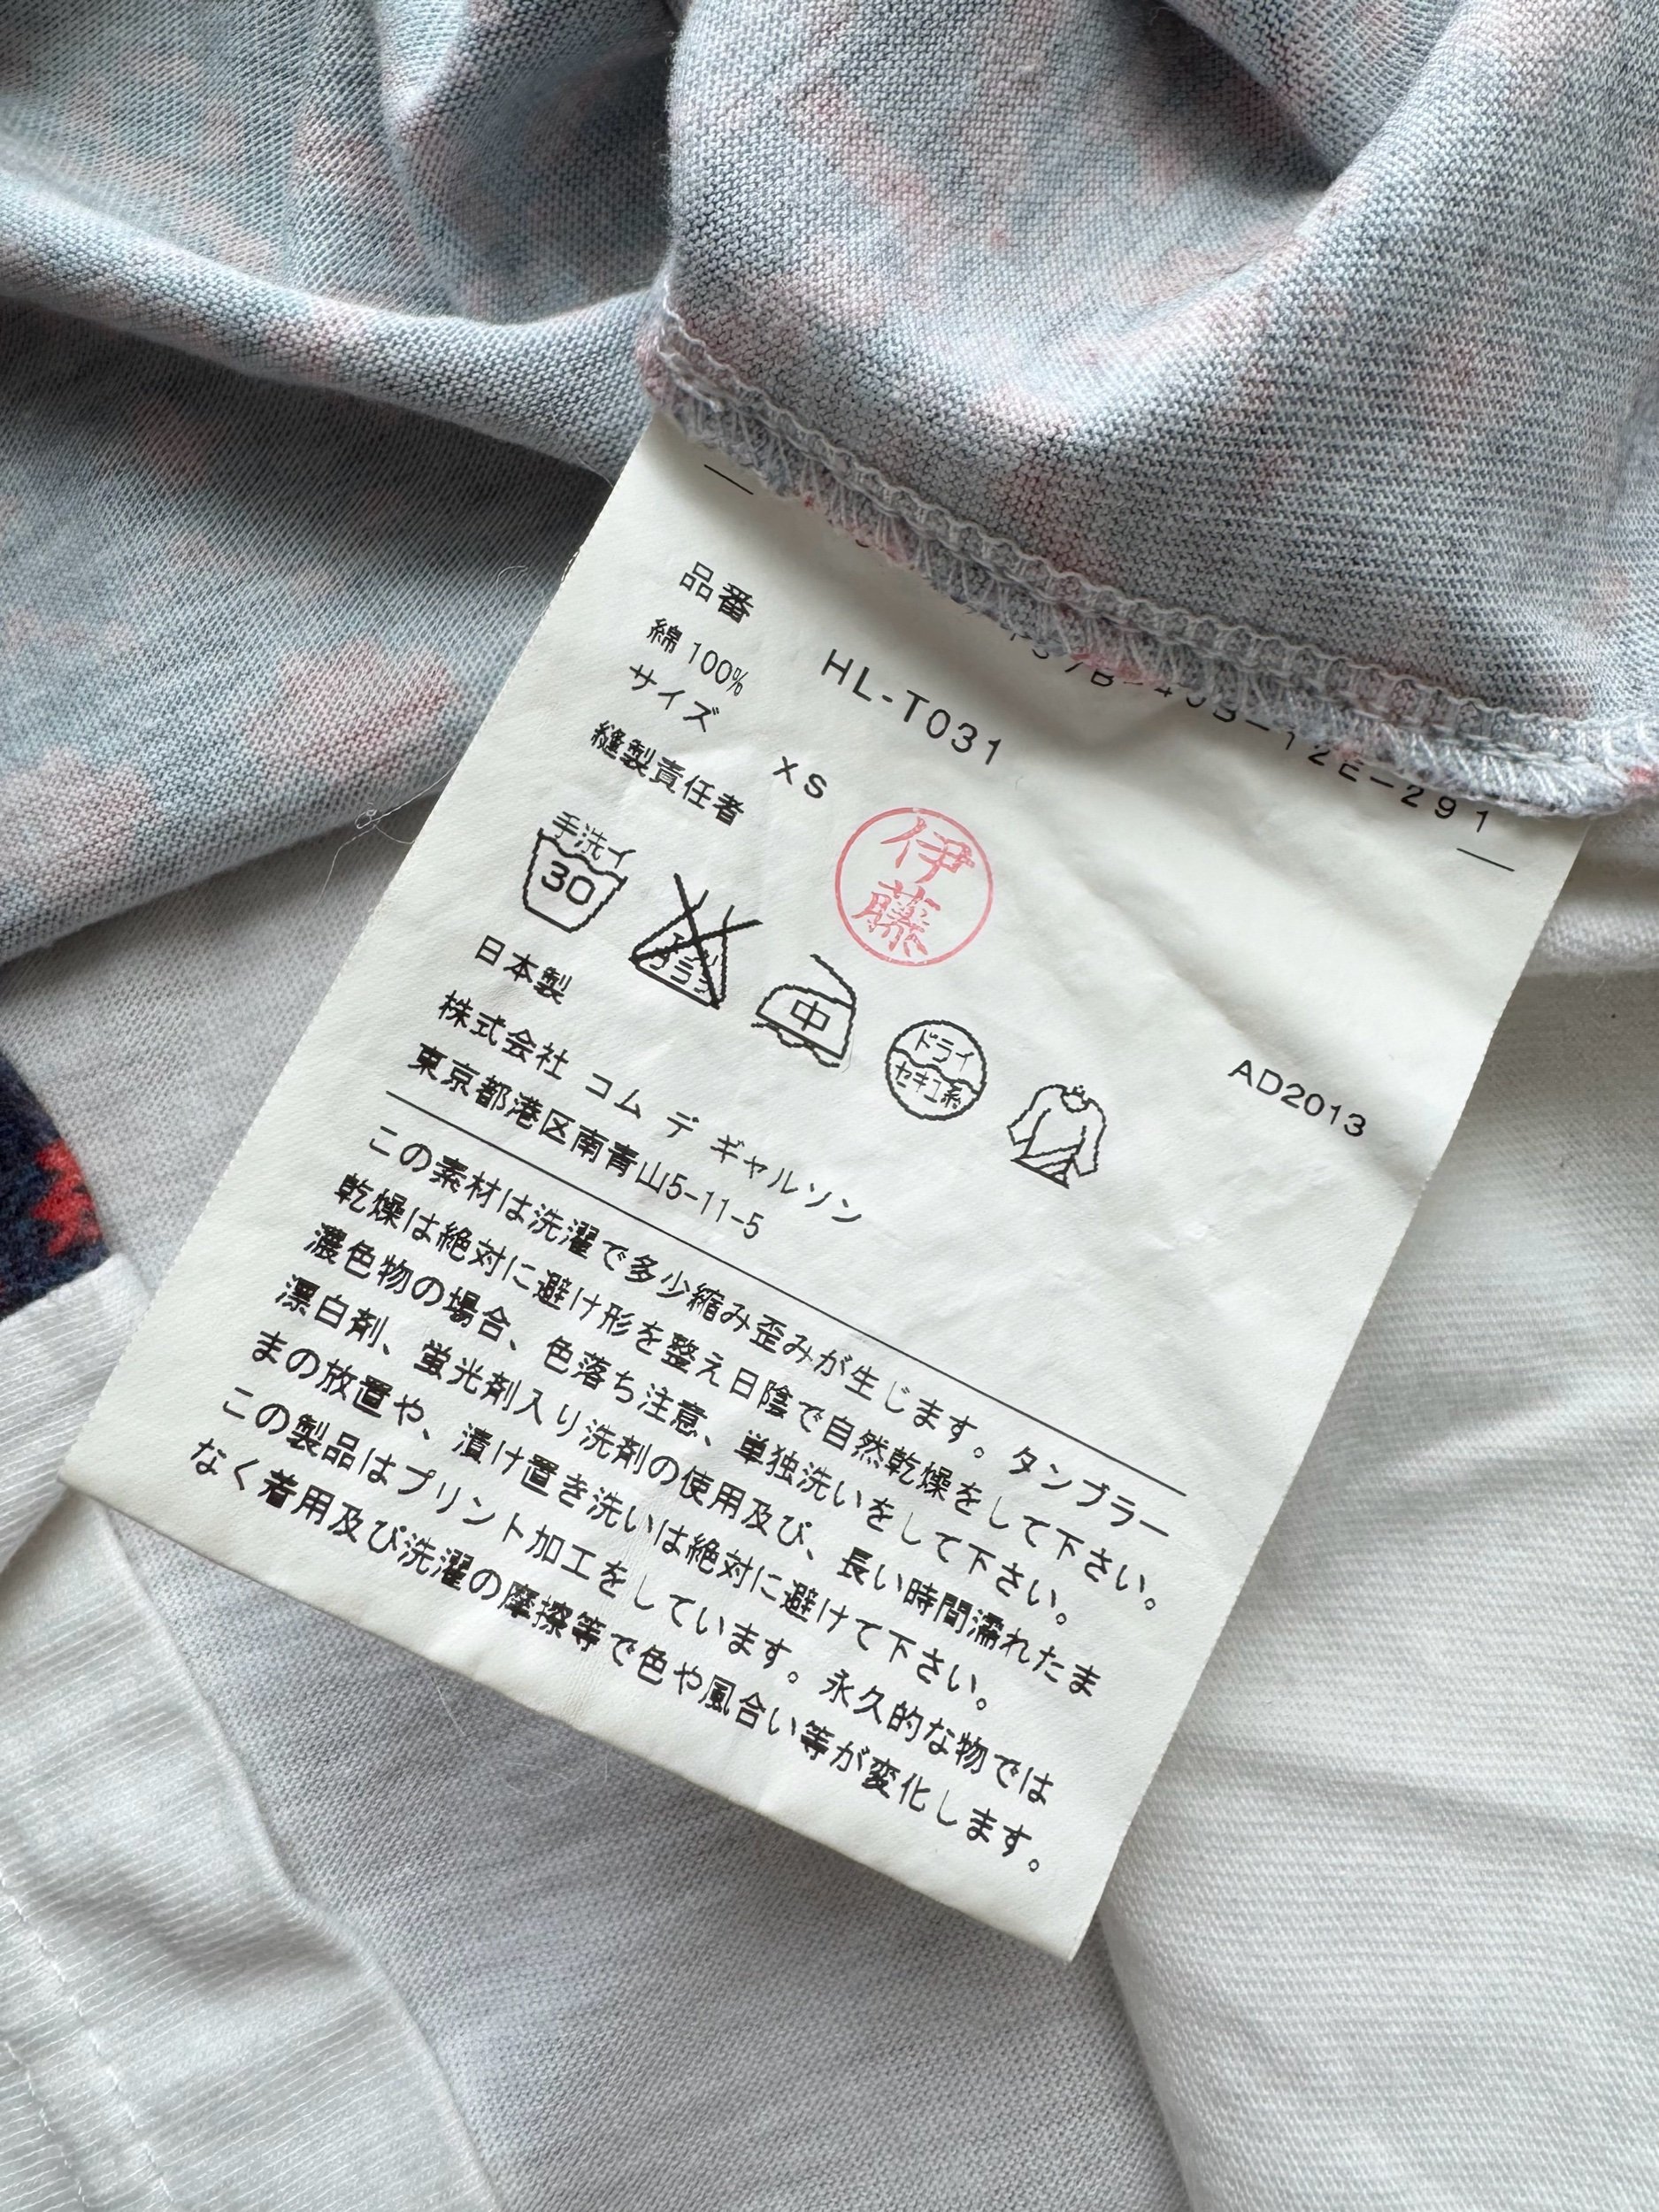 品番 HL-T031
綿 100%
サイズ XS
縫製責任者 伊藤
手洗イ
30
中
ドライ
セキユ系
AD2013
日本製
株式会社 コム デ ギャルソン
東京都港区南青山5-11-5
この素材は洗濯で多少縮み歪みが生じます。タンブラー
乾燥は絶対に避け形を整え日陰で自然乾燥をして下さい。
濃色物の場合、色落ち注意、単独洗いをして下さい。
漂白剤、蛍光剤入り洗剤の使用及び、長い時間濡れたま
まの放置や、漬け置き洗いは絶対に避けて下さい。
この製品はプリント加工をしています。永久的な物では
なく着用及び洗濯の摩擦等で色や風合い等が変化します。